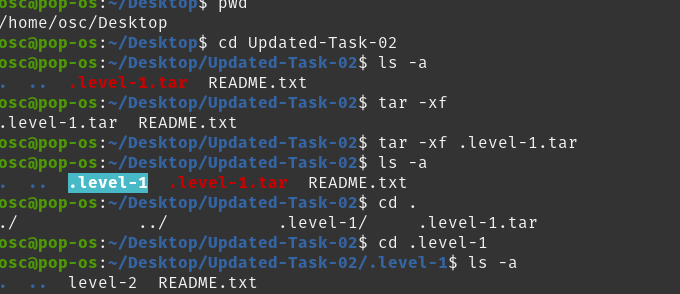 osc@pop-os:~/Desktop$ pwd
/home/osc/Desktop
osc@pop-os:~/Desktop$ cd Updated-Task-02
osc@pop-os:~/Desktop/Updated-Task-02$ ls -a
.  ..  .level-1.tar  README.txt
osc@pop-os:~/Desktop/Updated-Task-02$ tar -xf
.level-1.tar  README.txt
osc@pop-os:~/Desktop/Updated-Task-02$ tar -xf .level-1.tar
osc@pop-os:~/Desktop/Updated-Task-02$ ls -a
.  ..  .level-1  .level-1.tar  README.txt
osc@pop-os:~/Desktop/Updated-Task-02$ cd .
./            ../           .level-1/     .level-1.tar
osc@pop-os:~/Desktop/Updated-Task-02$ cd .level-1
osc@pop-os:~/Desktop/Updated-Task-02/.level-1$ ls -a
.  ..  level-2  README.txt